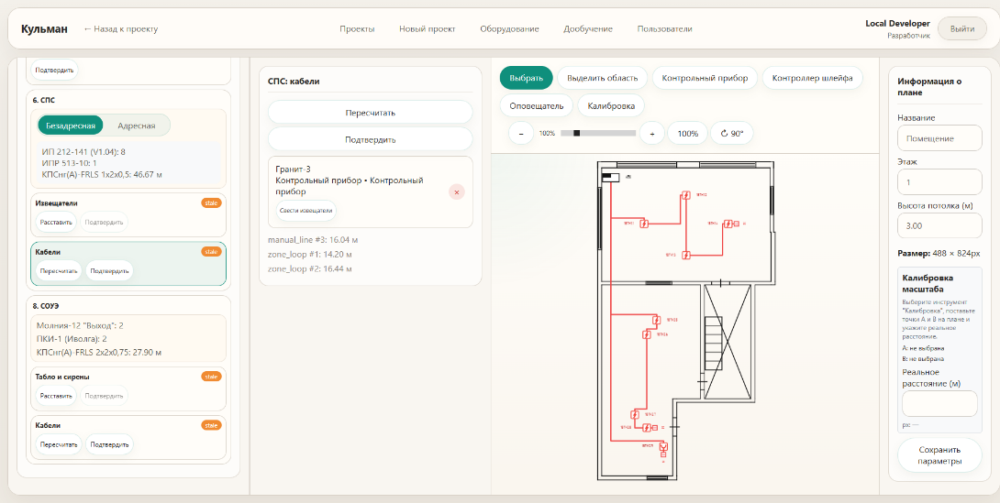 Кульман
← Назад к проекту
Проекты
Новый проект
Оборудование
Дообучение
Пользователи
Local Developer
Разработчик
Выйти
Подтвердить
6. СПС
Безадресная
Адресная
ИП 212-141 (V1.04): 8
ИПР 513-10: 1
КПСнг(А)-FRLS 1x2x0,5: 46.67 м
Извещатели
stale
Расставить
Подтвердить
Кабели
stale
Пересчитать
Подтвердить
8. СОУЭ
Молния-12 "Выход": 2
ПКИ-1 (Иволга): 2
КПСнг(А)-FRLS 2x2x0,75: 27.90 м
Табло и сирены
stale
Расставить
Подтвердить
Кабели
stale
Пересчитать
Подтвердить
СПС: кабели
Пересчитать
Подтвердить
Гранит-3
Контрольный прибор • Контрольный
прибор
×
Свести извещатели
manual_line #3: 16.04 м
zone_loop #1: 14.20 м
zone_loop #2: 16.44 м
Выбрать
Выделить область
Контрольный прибор
Контроллер шлейфа
Оповещатель
Калибровка
−
100%
+
100%
↻ 90°
Информация о
плане
Название
Помещение
Этаж
1
Высота потолка (м)
3.00
Размер: 488 × 824px
Калибровка
масштаба
Выберите инструмент
"Калибровка", поставьте
точки A и B на плане и
укажите реальное
расстояние.
A: не выбрана
B: не выбрана
Реальное
расстояние (м)
px: —
Сохранить
параметры